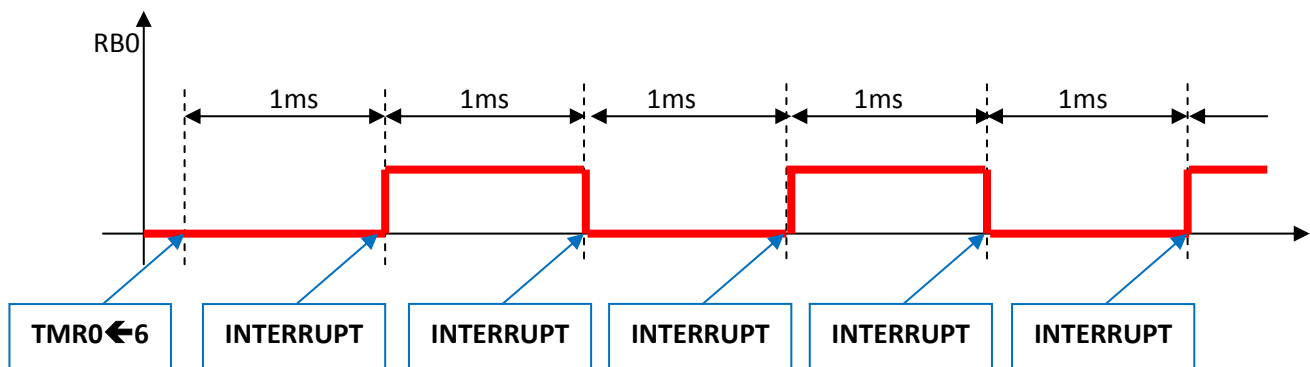 RB0
1ms 1ms 1ms 1ms 1ms
TMR0🡸6 INTERRUPT INTERRUPT INTERRUPT INTERRUPT INTERRUPT